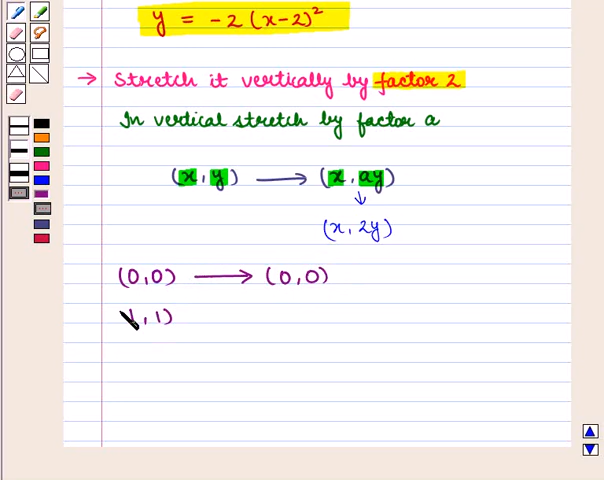 y = -2 (x-2)²
→ Stretch it vertically by factor 2
In vertical stretch by factor a
(x, y) → (x, ay)
↓
(x, 2y)
(0,0) → (0,0)
, 1)